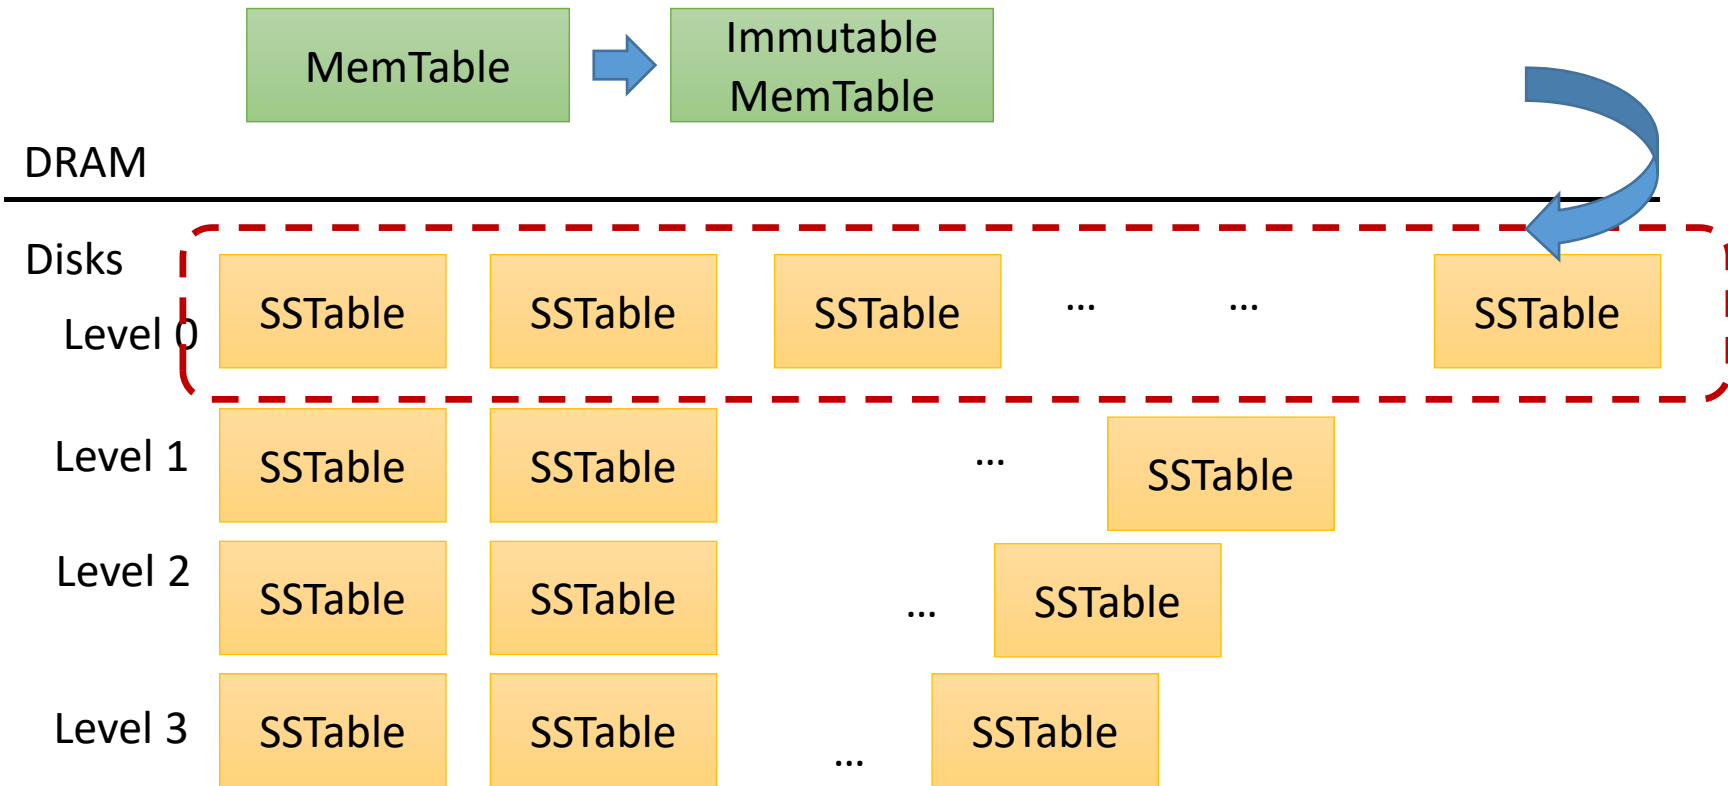 MemTable
Immutable
MemTable
DRAM
Disks
Level 0
SSTable SSTable SSTable ... ... SSTable
Level 1
SSTable SSTable ... SSTable
Level 2
SSTable SSTable ... SSTable
Level 3
SSTable SSTable ... SSTable